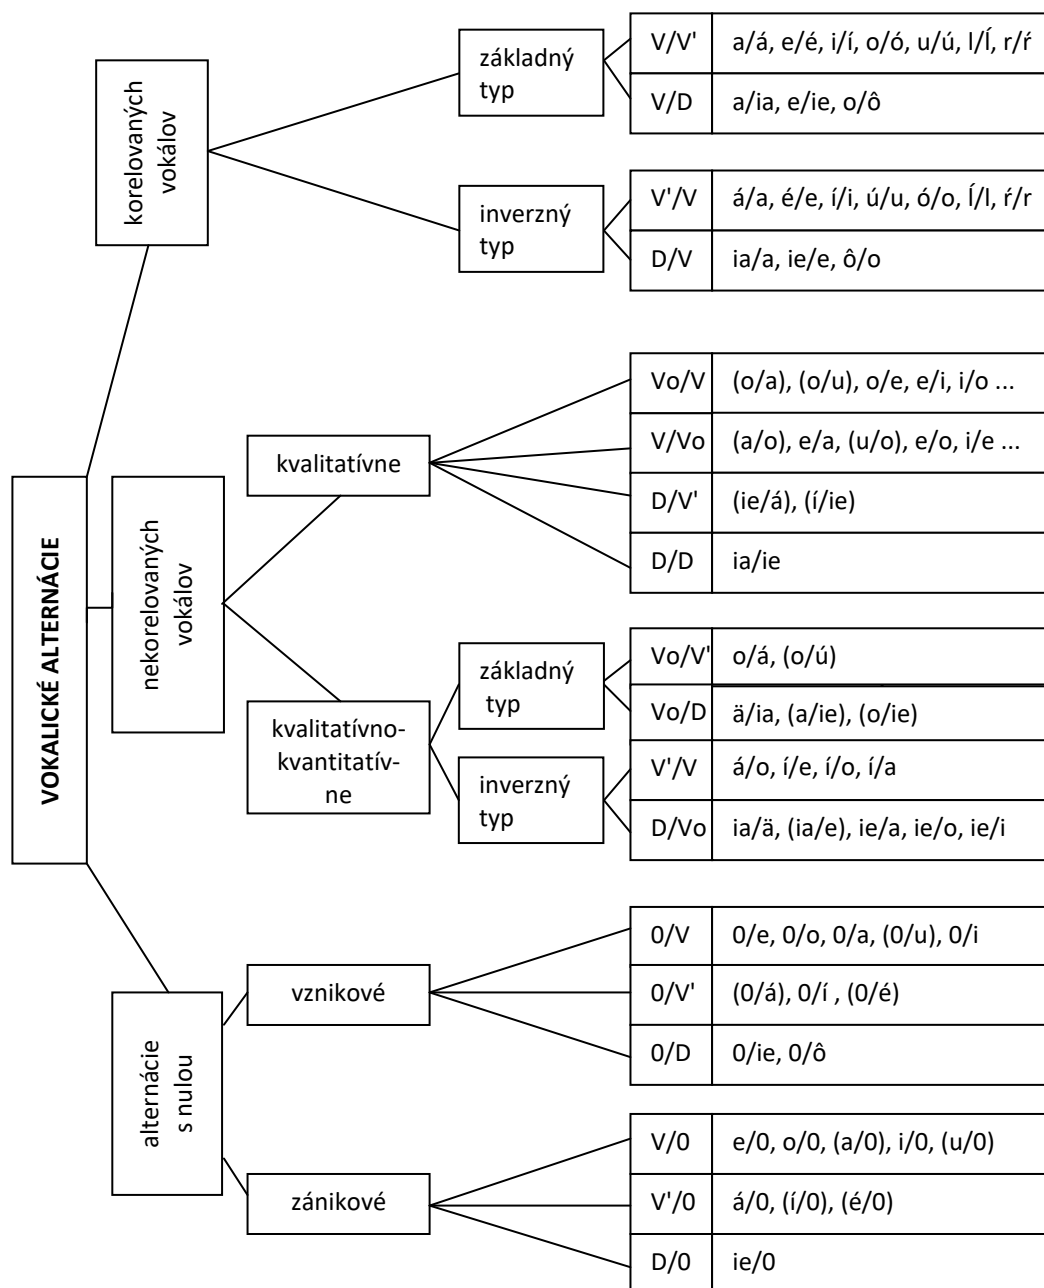 VOKALICKÉ ALTERNÁCIE
korelovaných
vokálov
základný
typ
V/V' a/á, e/é, i/í, o/ó, u/ú, l/ĺ, r/ŕ
V/D a/ia, e/ie, o/ô
inverzný
typ
V'/V á/a, é/e, í/i, ú/u, ó/o, ĺ/l, ŕ/r
D/V ia/a, ie/e, ô/o
nekorelovaných
vokálov
kvalitatívne
Vo/V (o/a), (o/u), o/e, e/i, i/o ...
V/Vo (a/o), e/a, (u/o), e/o, i/e ...
D/V' (ie/á), (í/ie)
D/D ia/ie
kvalitatívno-
kvantitatív-
ne
základný
typ
Vo/V' o/á, (o/ú)
Vo/D ä/ia, (a/ie), (o/ie)
inverzný
typ
V'/V á/o, í/e, í/o, í/a
D/Vo ia/ä, (ia/e), ie/a, ie/o, ie/i
alternácie
s nulou
vznikové
0/V 0/e, 0/o, 0/a, (0/u), 0/i
0/V' (0/á), 0/í , (0/é)
0/D 0/ie, 0/ô
zánikové
V/0 e/0, o/0, (a/0), i/0, (u/0)
V'/0 á/0, (í/0), (é/0)
D/0 ie/0